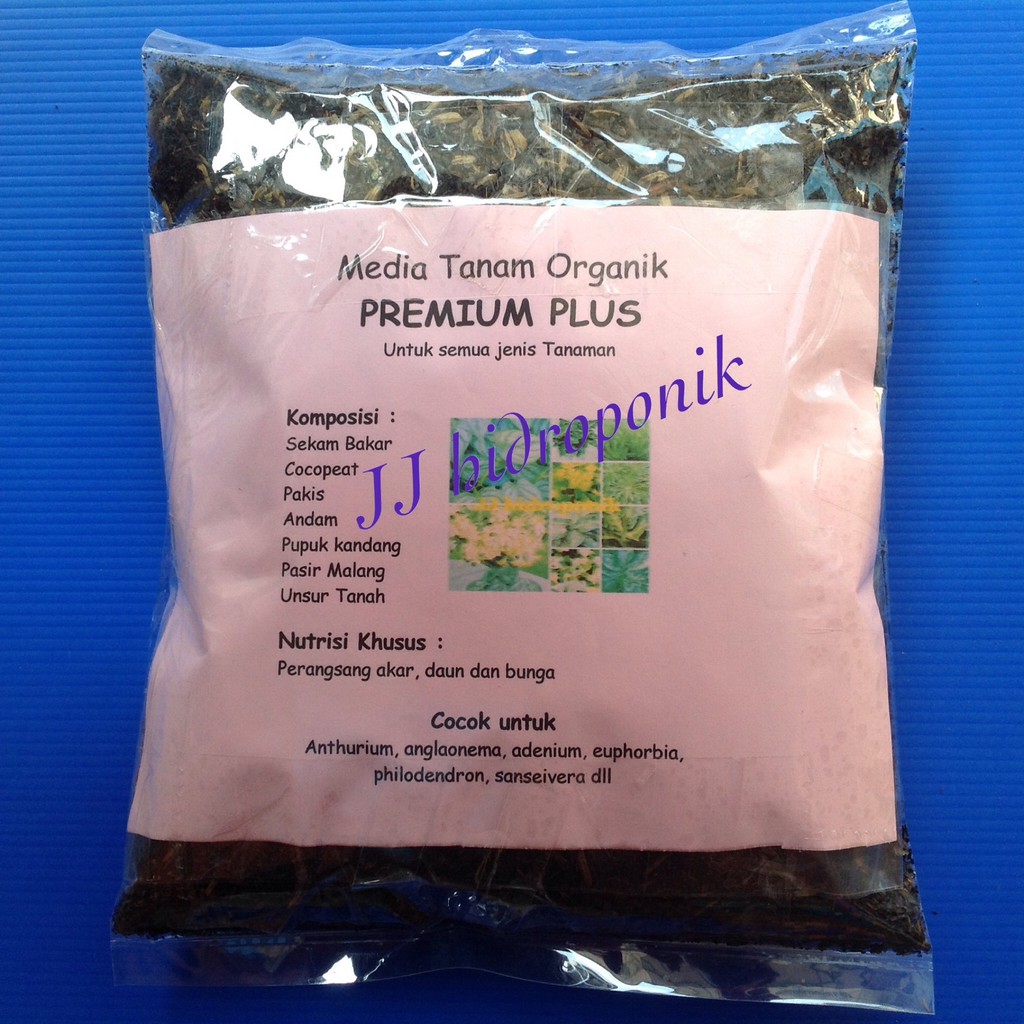 Media Tanam Organik
PREMIUM PLUS
Untuk semua jenis Tanaman
Komposisi :
Sekam Bakar
Cocopeat
Pakis
Andam
Pupuk kandang
Pasir Malang
Unsur Tanah
JJ hidroponik
Nutrisi Khusus :
Perangsang akar, daun dan bunga
Cocok untuk
Anthurium, anglaonema, adenium, euphorbia,
philodendron, sanseivera dll